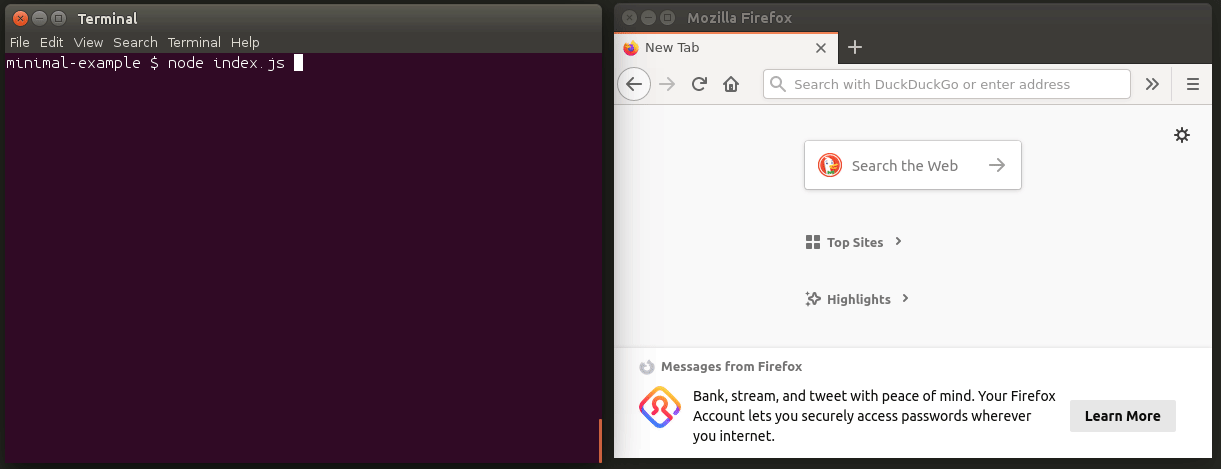 Terminal
File Edit View Search Terminal Help
minimal-example $ node index.js
Mozilla Firefox
New Tab
Search with DuckDuckGo or enter address
Search the Web
Top Sites
Highlights
Messages from Firefox
Bank, stream, and tweet with peace of mind. Your Firefox
Account lets you securely access passwords wherever
you internet.
Learn More